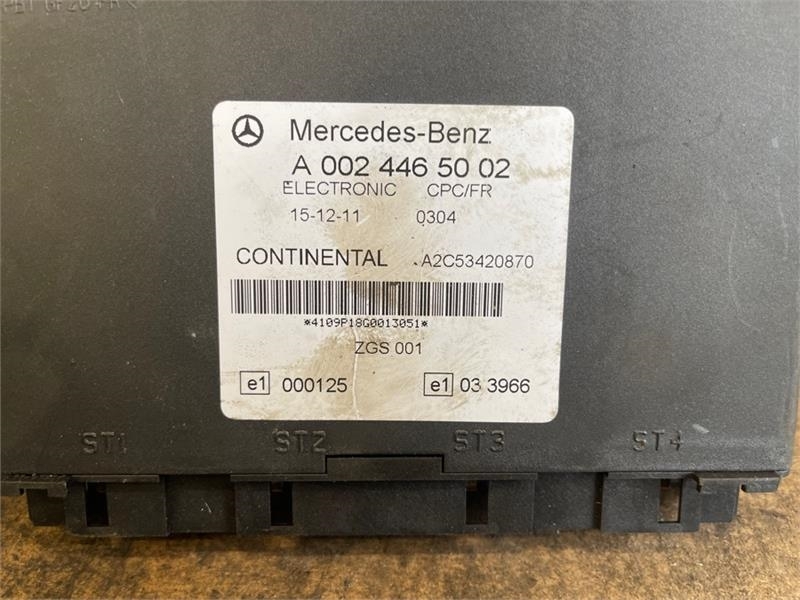 Mercedes-Benz
A 002 446 50 02
ELECTRONIC CPC/FR
15-12-11 0304
CONTINENTAL A2C53420870
*4109P18G0013051*
ZGS 001
e1 000125 e1 03 3966
ST1 ST2 ST3 ST4